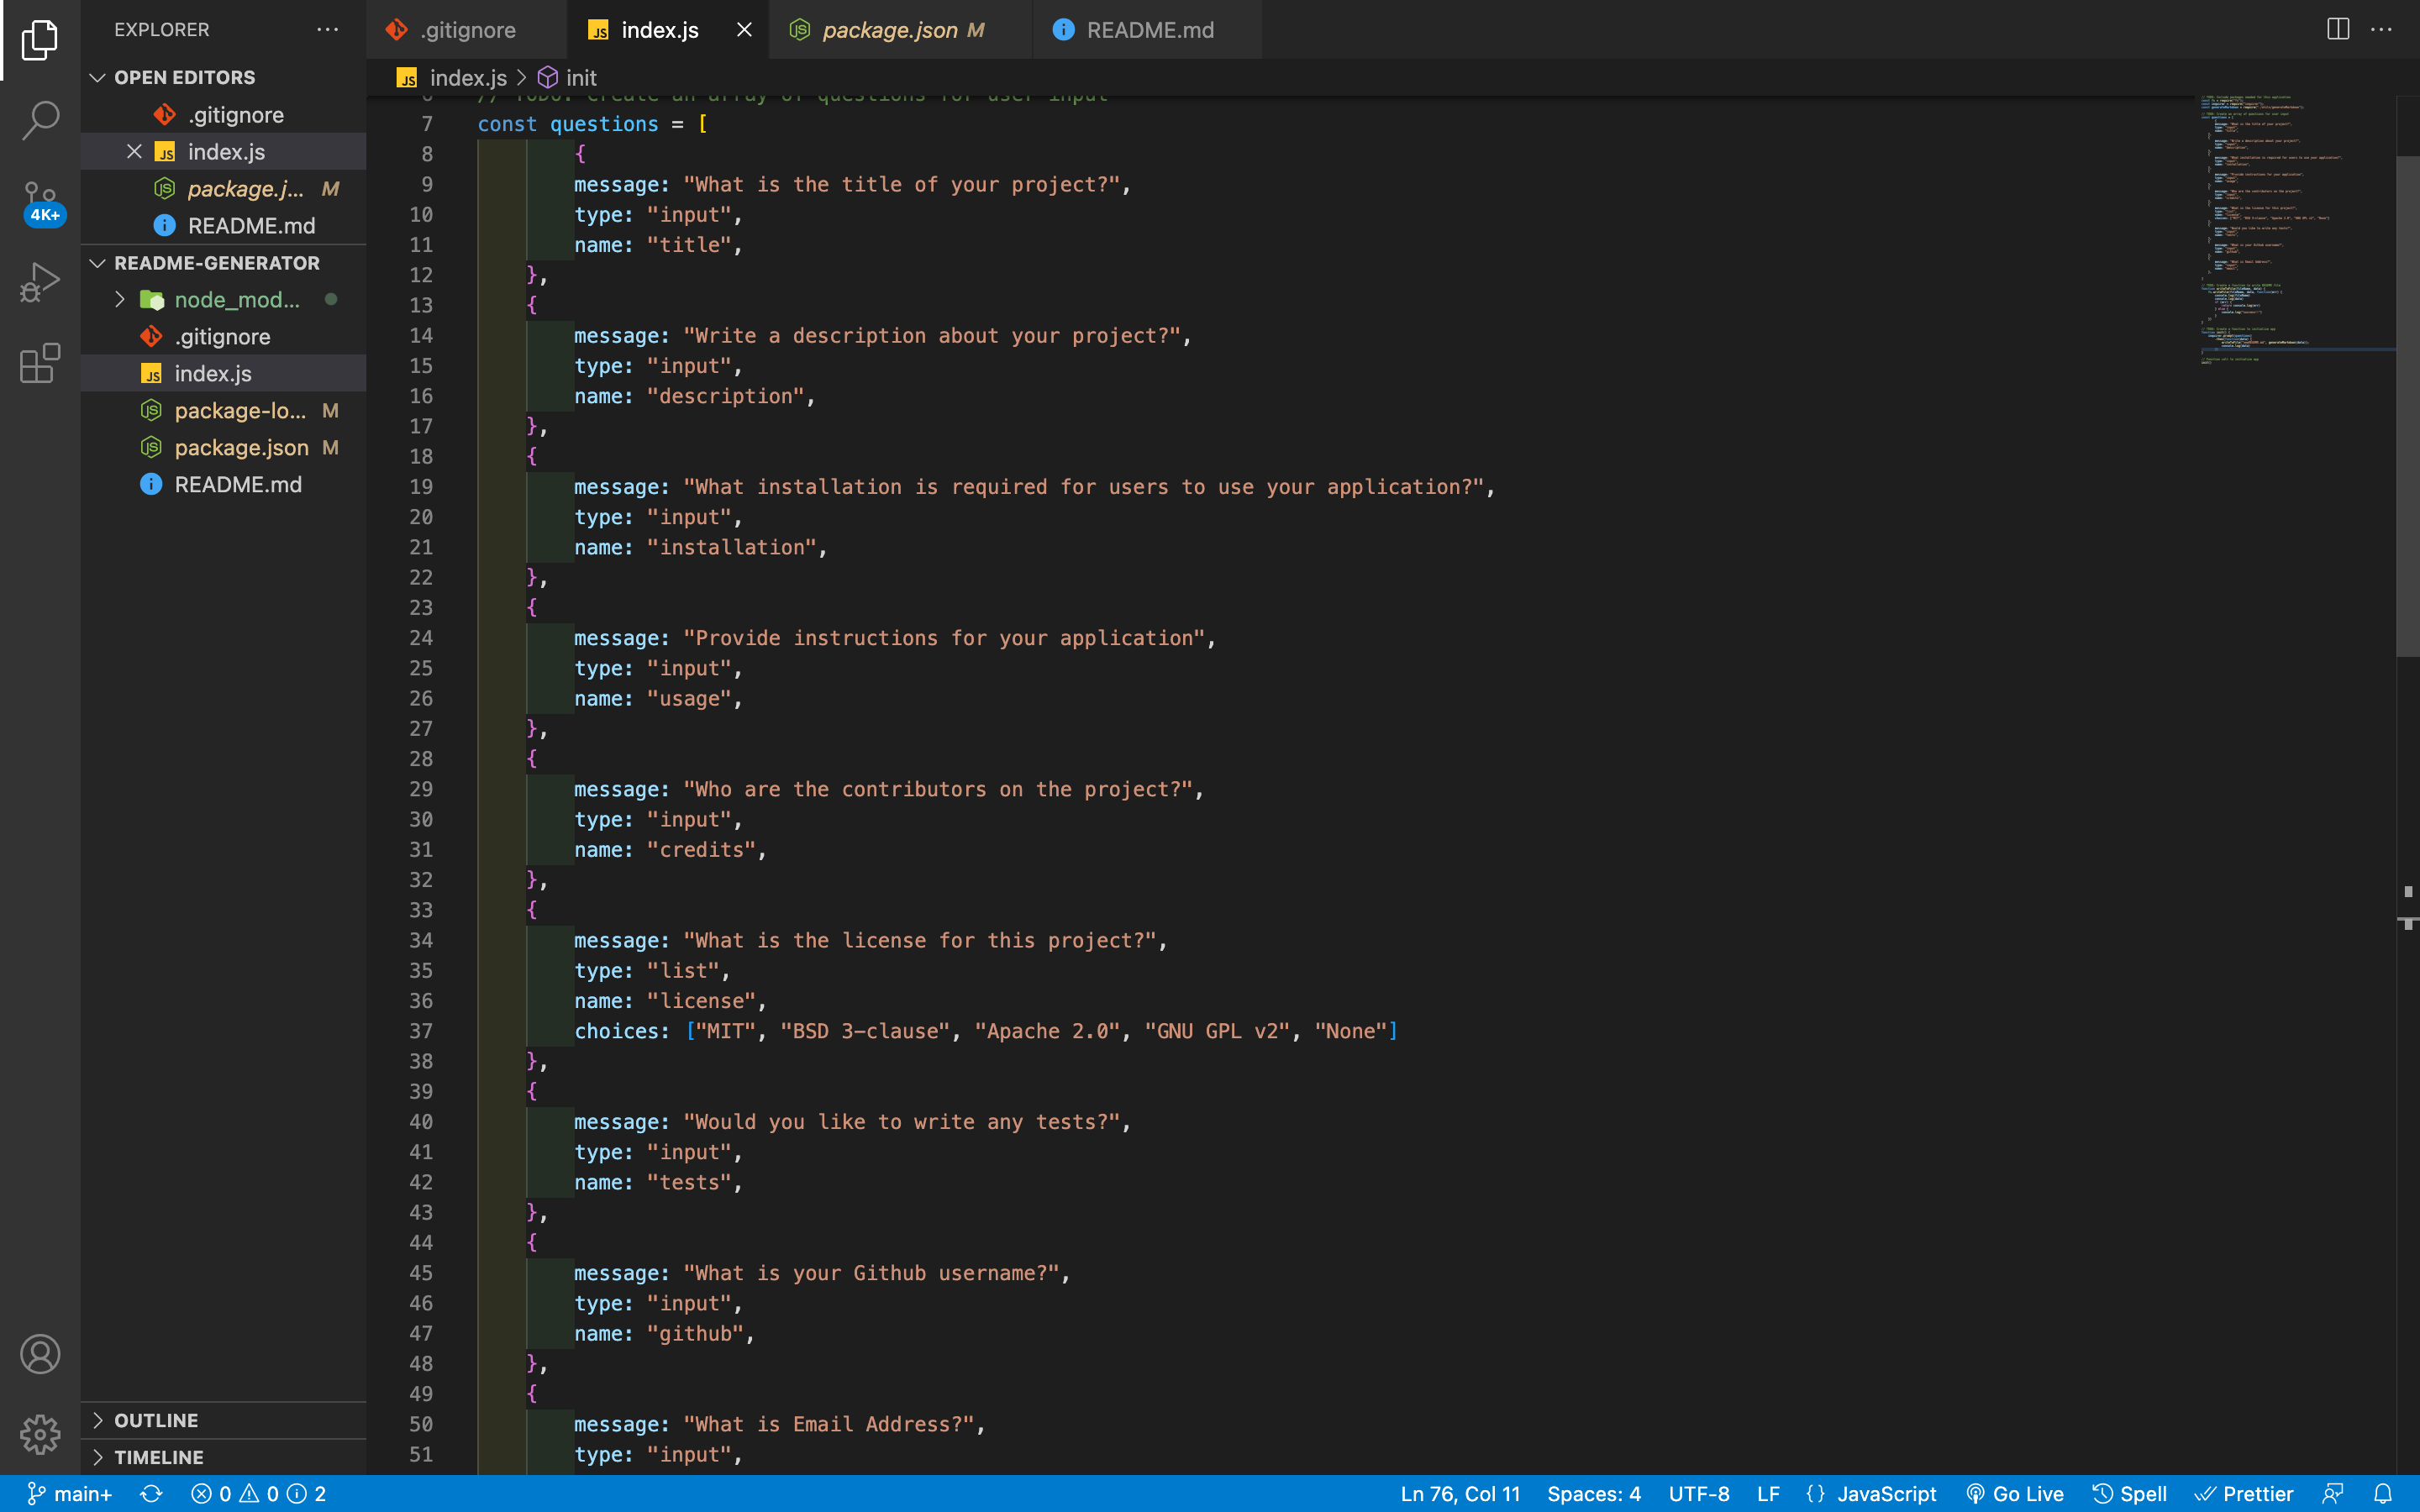 EXPLORER
OPEN EDITORS
.gitignore
index.js
package.j... M
README.md
README-GENERATOR
node_mod...
.gitignore
index.js
package-lo... M
package.json M
README.md
OUTLINE
TIMELINE
4K+
.gitignore
index.js
package.json M
README.md
index.js > init
6 // TODO: Create an array of questions for user input
7 const questions = [
8 {
9 message: "What is the title of your project?",
10 type: "input",
11 name: "title",
12 },
13 {
14 message: "Write a description about your project?",
15 type: "input",
16 name: "description",
17 },
18 {
19 message: "What installation is required for users to use your application?",
20 type: "input",
21 name: "installation",
22 },
23 {
24 message: "Provide instructions for your application",
25 type: "input",
26 name: "usage",
27 },
28 {
29 message: "Who are the contributors on the project?",
30 type: "input",
31 name: "credits",
32 },
33 {
34 message: "What is the license for this project?",
35 type: "list",
36 name: "license",
37 choices: ["MIT", "BSD 3-clause", "Apache 2.0", "GNU GPL v2", "None"]
38 },
39 {
40 message: "Would you like to write any tests?",
41 type: "input",
42 name: "tests",
43 },
44 {
45 message: "What is your Github username?",
46 type: "input",
47 name: "github",
48 },
49 {
50 message: "What is Email Address?",
51 type: "input",
main+ 0 0 2 Ln 76, Col 11 Spaces: 4 UTF-8 LF {} JavaScript Go Live Spell Prettier